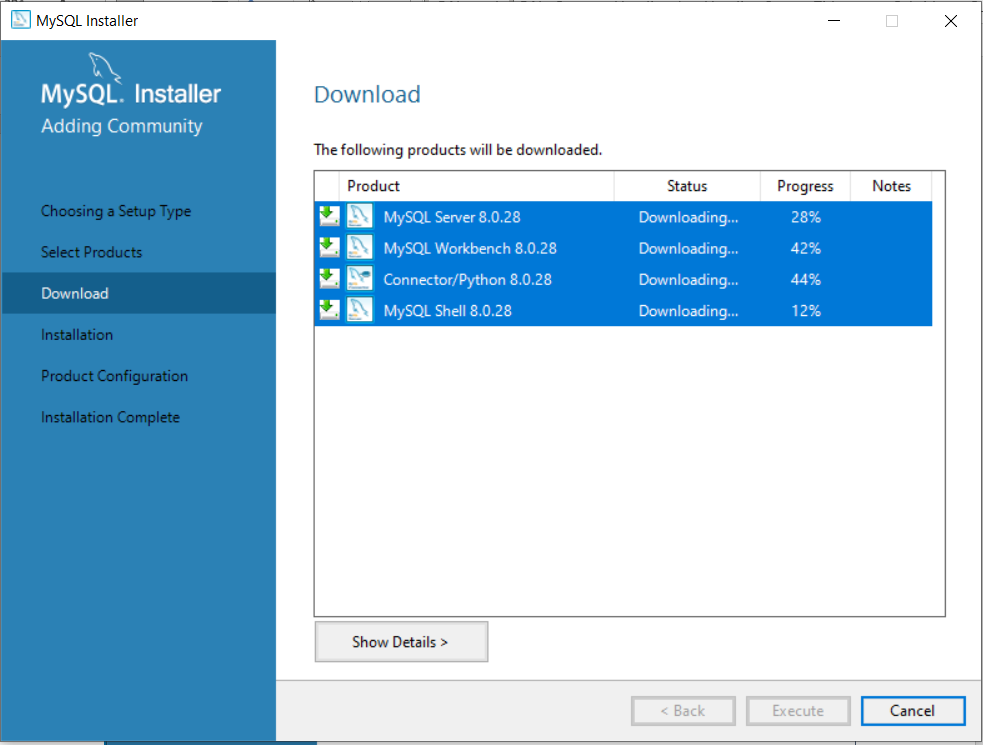 MySQL Installer
MySQL. Installer
Adding Community
Choosing a Setup Type
Select Products
Download
Installation
Product Configuration
Installation Complete
Download
The following products will be downloaded.
Product Status Progress Notes
MySQL Server 8.0.28 Downloading... 28%
MySQL Workbench 8.0.28 Downloading... 42%
Connector/Python 8.0.28 Downloading... 44%
MySQL Shell 8.0.28 Downloading... 12%
Show Details >
< Back Execute Cancel